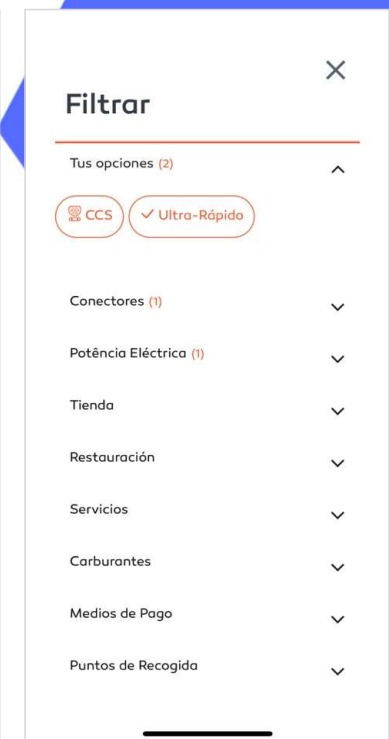 Filtrar
Tus opciones (2)
CCS
Ultra-Rápido
Conectores (1)
Potência Eléctrica (1)
Tienda
Restauración
Servicios
Carburantes
Medios de Pago
Puntos de Recogida